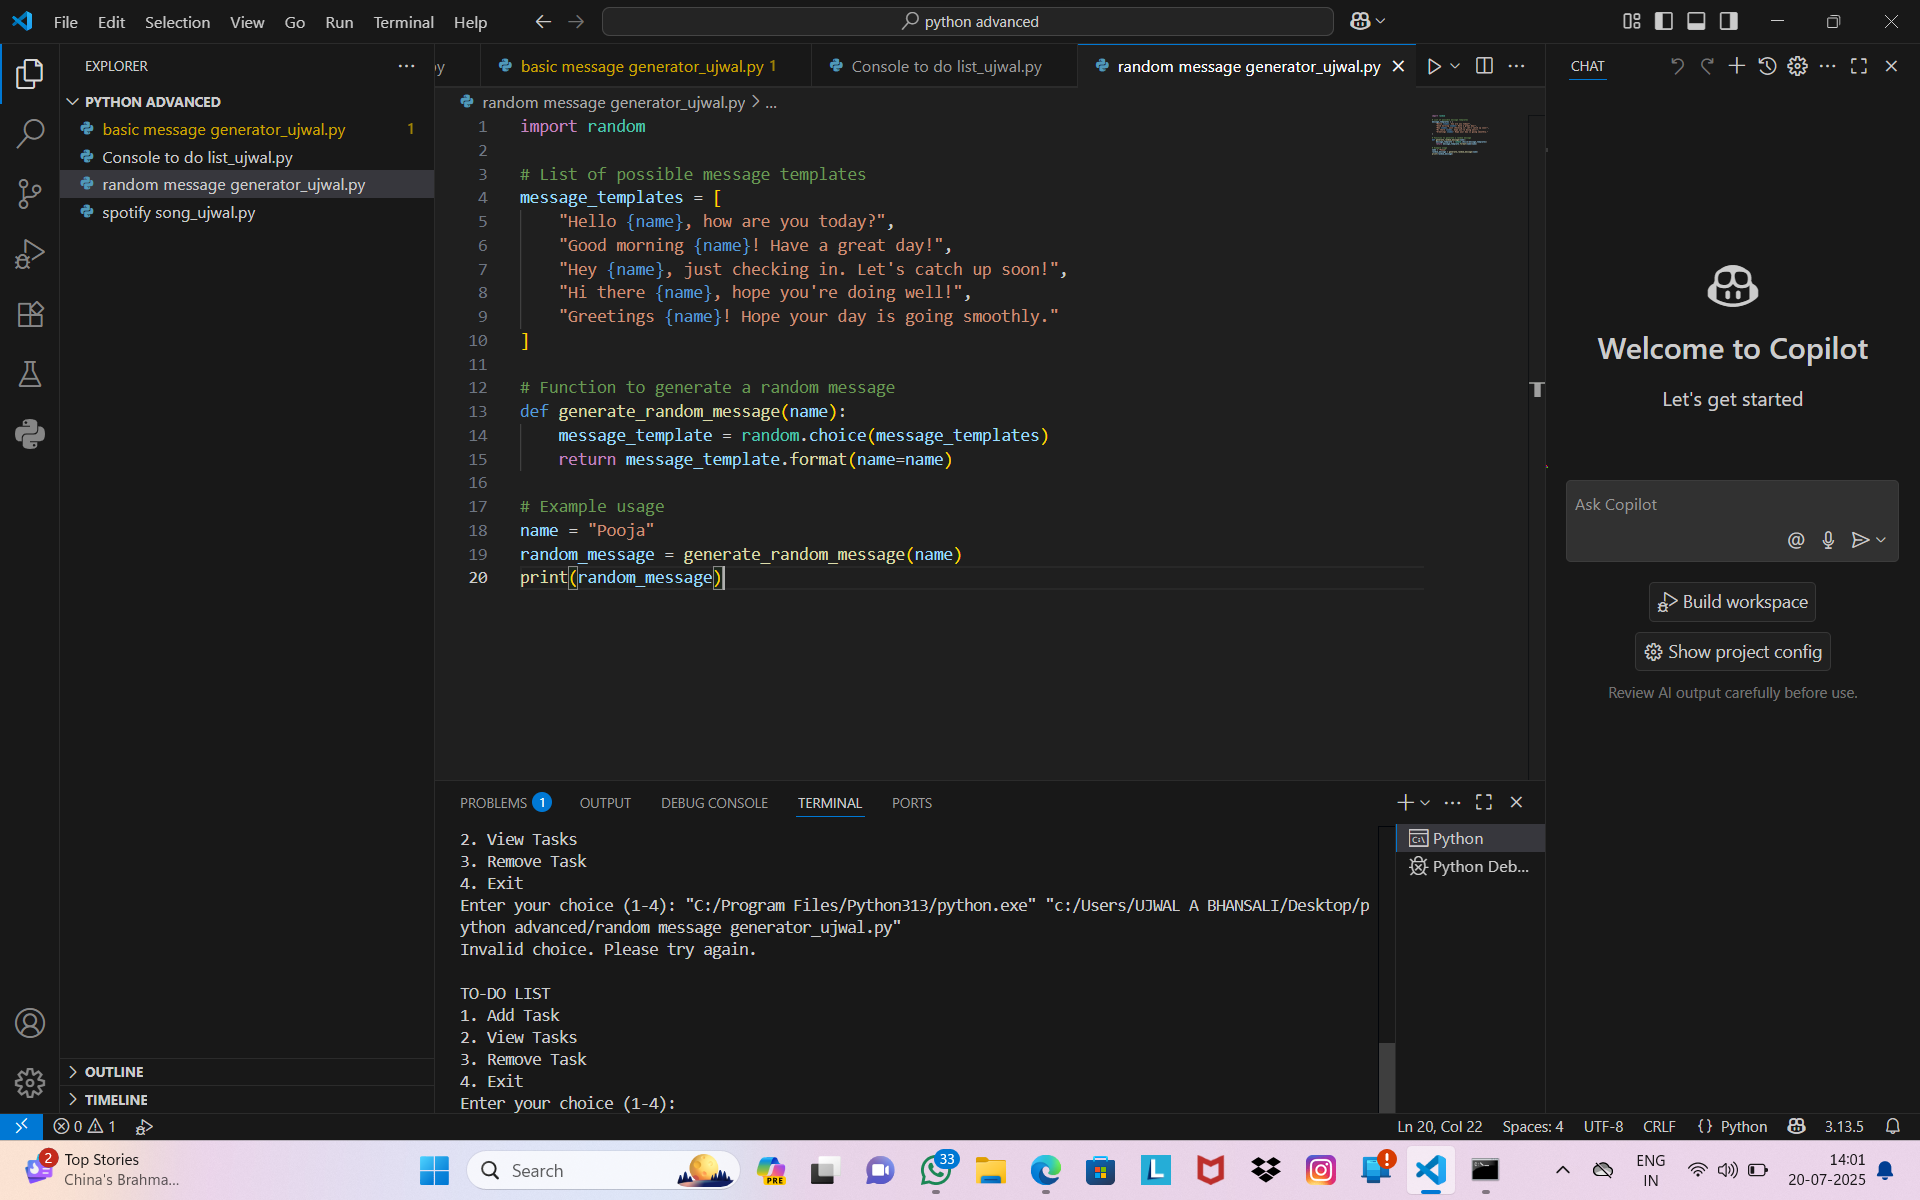 File Edit Selection View Go Run Terminal Help
python advanced
EXPLORER
PYTHON ADVANCED
basic message generator_ujwal.py 1
Console to do list_ujwal.py
random message generator_ujwal.py
spotify song_ujwal.py
OUTLINE
TIMELINE
py basic message generator_ujwal.py 1 Console to do list_ujwal.py random message generator_ujwal.py
random message generator_ujwal.py > ...
1 import random
2
3 # List of possible message templates
4 message_templates = [
5 "Hello {name}, how are you today?",
6 "Good morning {name}! Have a great day!",
7 "Hey {name}, just checking in. Let's catch up soon!",
8 "Hi there {name}, hope you're doing well!",
9 "Greetings {name}! Hope your day is going smoothly."
10 ]
11
12 # Function to generate a random message
13 def generate_random_message(name):
14 message_template = random.choice(message_templates)
15 return message_template.format(name=name)
16
17 # Example usage
18 name = "Pooja"
19 random_message = generate_random_message(name)
20 print(random_message)
PROBLEMS 1 OUTPUT DEBUG CONSOLE TERMINAL PORTS
2. View Tasks
3. Remove Task
4. Exit
Enter your choice (1-4): "C:/Program Files/Python313/python.exe" "c:/Users/UJWAL A BHANSALI/Desktop/p
ython advanced/random message generator_ujwal.py"
Invalid choice. Please try again.
TO-DO LIST
1. Add Task
2. View Tasks
3. Remove Task
4. Exit
Enter your choice (1-4):
Python
Python Deb...
CHAT
Welcome to Copilot
Let's get started
Ask Copilot
@
Build workspace
Show project config
Review AI output carefully before use.
0 1
Ln 20, Col 22 Spaces: 4 UTF-8 CRLF {} Python 3.13.5
2
Top Stories
China's Brahma...
Search
PRE
33
L
ENG
IN
14:01
20-07-2025